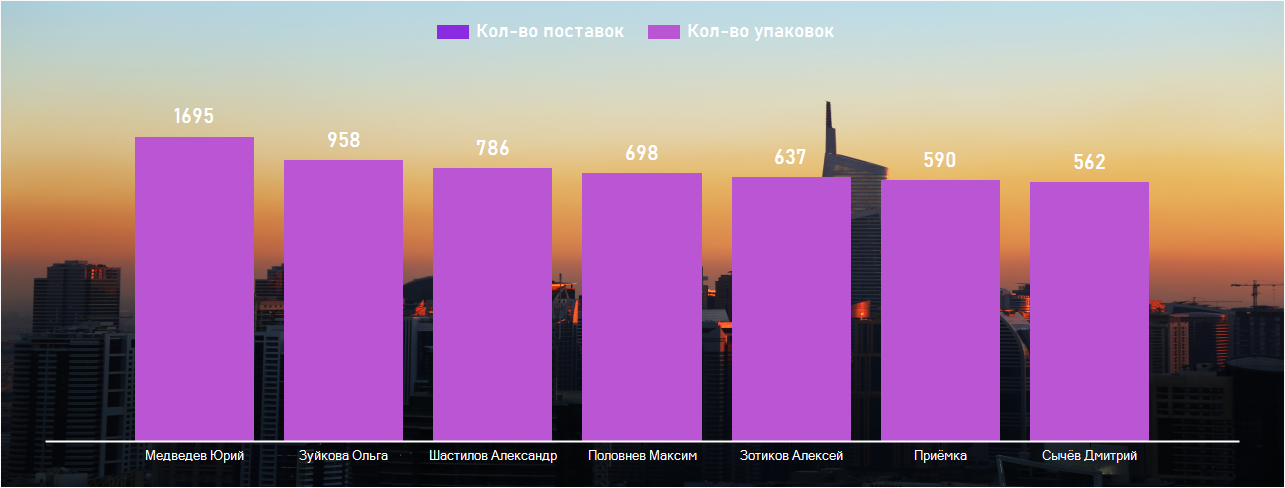 Кол-во поставок Кол-во упаковок
1695 958 786 698 637 590 562
Медведев Юрий Зуйкова Ольга Шастилов Александр Половнев Максим Зотиков Алексей Приёмка Сычёв Дмитрий